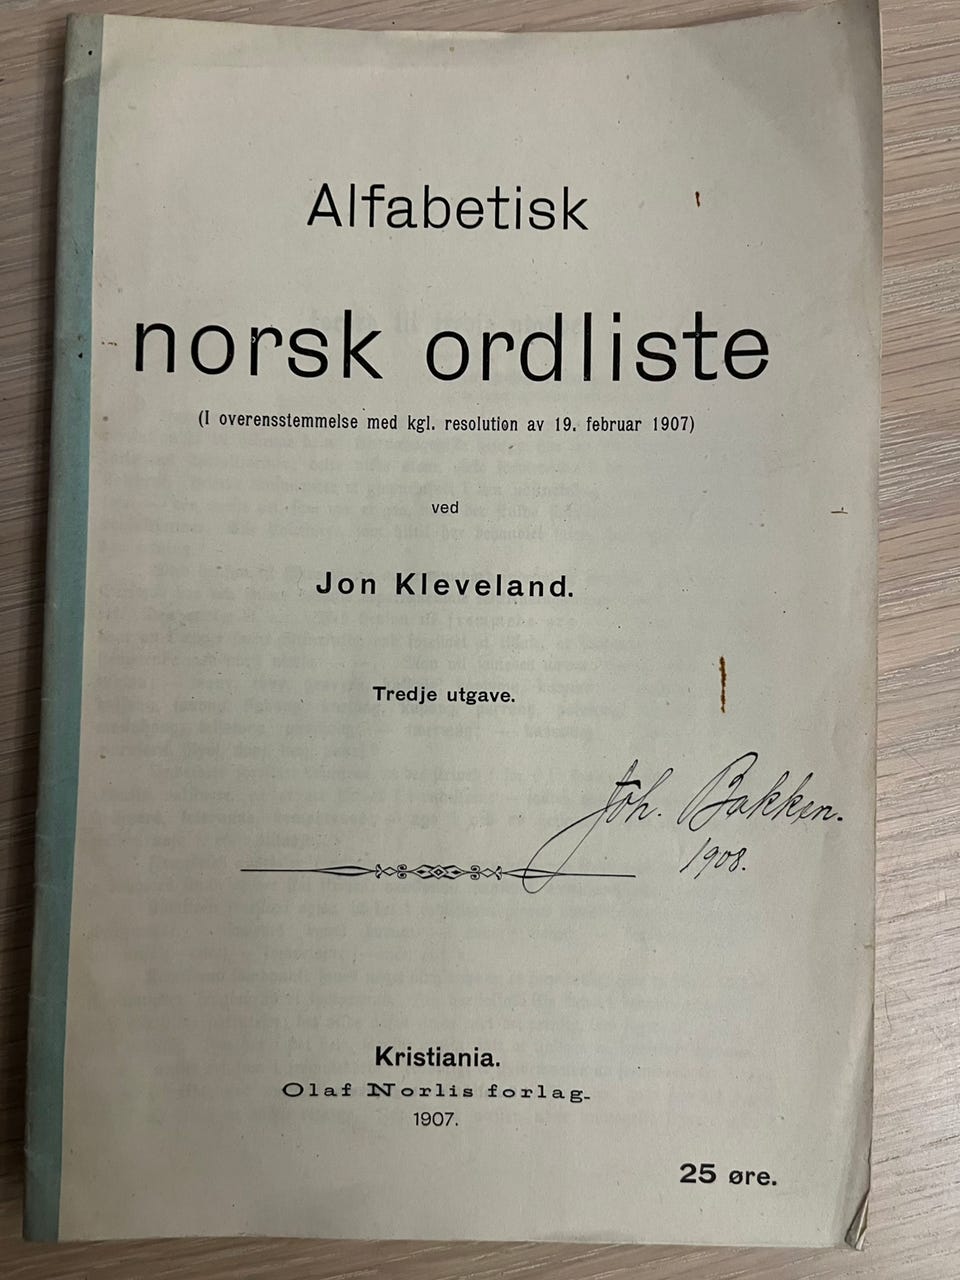 Alfabetisk
norsk ordliste
(I overensstemmelse med kgl. resolution av 19. februar 1907)
ved
Jon Kleveland.
Tredje utgave.
Joh. Bakken.
1908.
Kristiania.
Olaf Norlis forlag.
1907.
25 øre.